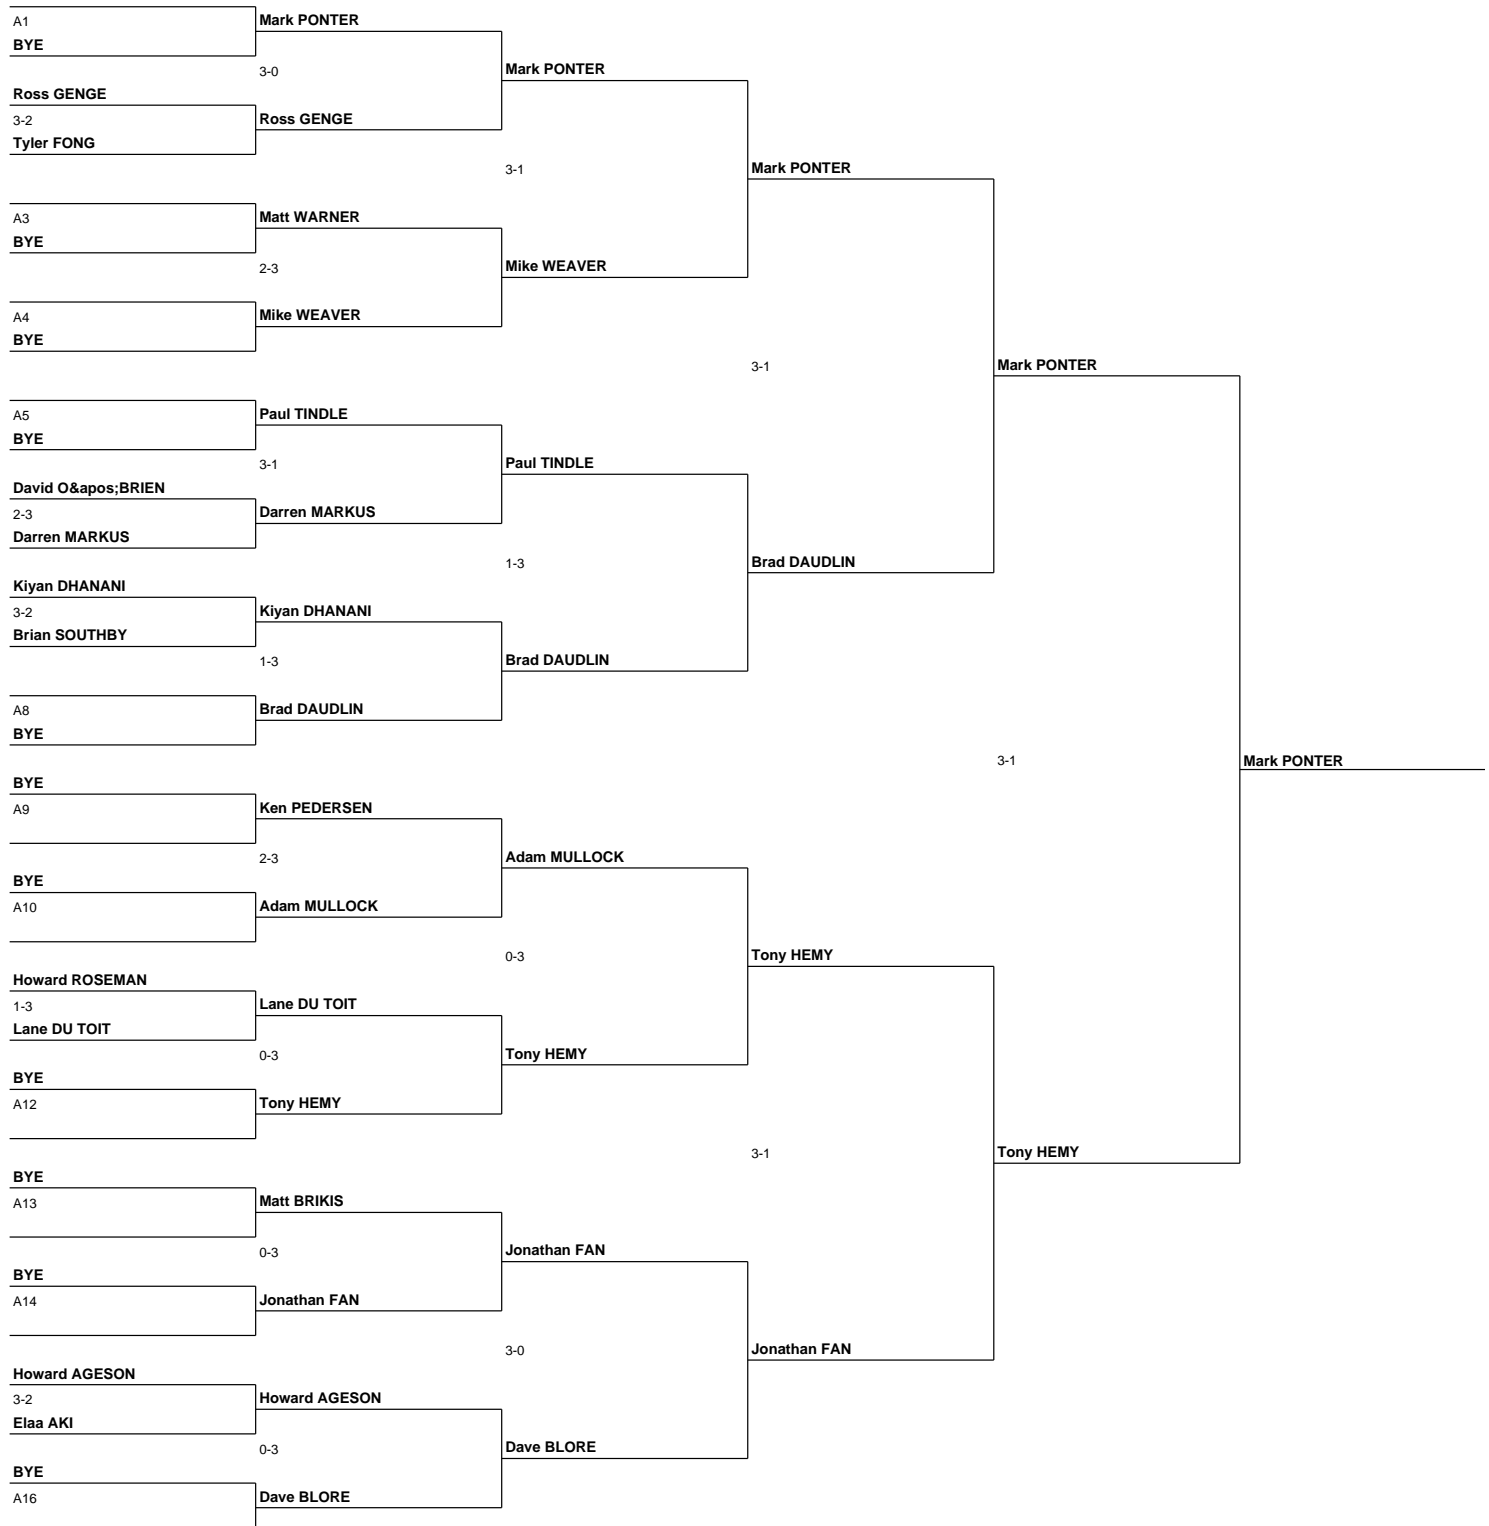 A1
BYE
Mark PONTER
3-0
Mark PONTER
Ross GENGE
3-2
Tyler FONG
Ross GENGE
3-1
Mark PONTER
A3
BYE
Matt WARNER
2-3
Mike WEAVER
A4
BYE
Mike WEAVER
3-1
Mark PONTER
A5
BYE
Paul TINDLE
3-1
Paul TINDLE
David O&apos;BRIEN
2-3
Darren MARKUS
Darren MARKUS
1-3
Brad DAUDLIN
Kiyan DHANANI
3-2
Brian SOUTHBY
Kiyan DHANANI
1-3
Brad DAUDLIN
A8
BYE
Brad DAUDLIN
3-1
Mark PONTER
BYE
A9
Ken PEDERSEN
2-3
Adam MULLOCK
BYE
A10
Adam MULLOCK
0-3
Tony HEMY
Howard ROSEMAN
1-3
Lane DU TOIT
Lane DU TOIT
0-3
Tony HEMY
BYE
A12
Tony HEMY
3-1
Tony HEMY
BYE
A13
Matt BRIKIS
0-3
Jonathan FAN
BYE
A14
Jonathan FAN
3-0
Jonathan FAN
Howard AGESON
3-2
Elaa AKI
Howard AGESON
0-3
Dave BLORE
BYE
A16
Dave BLORE